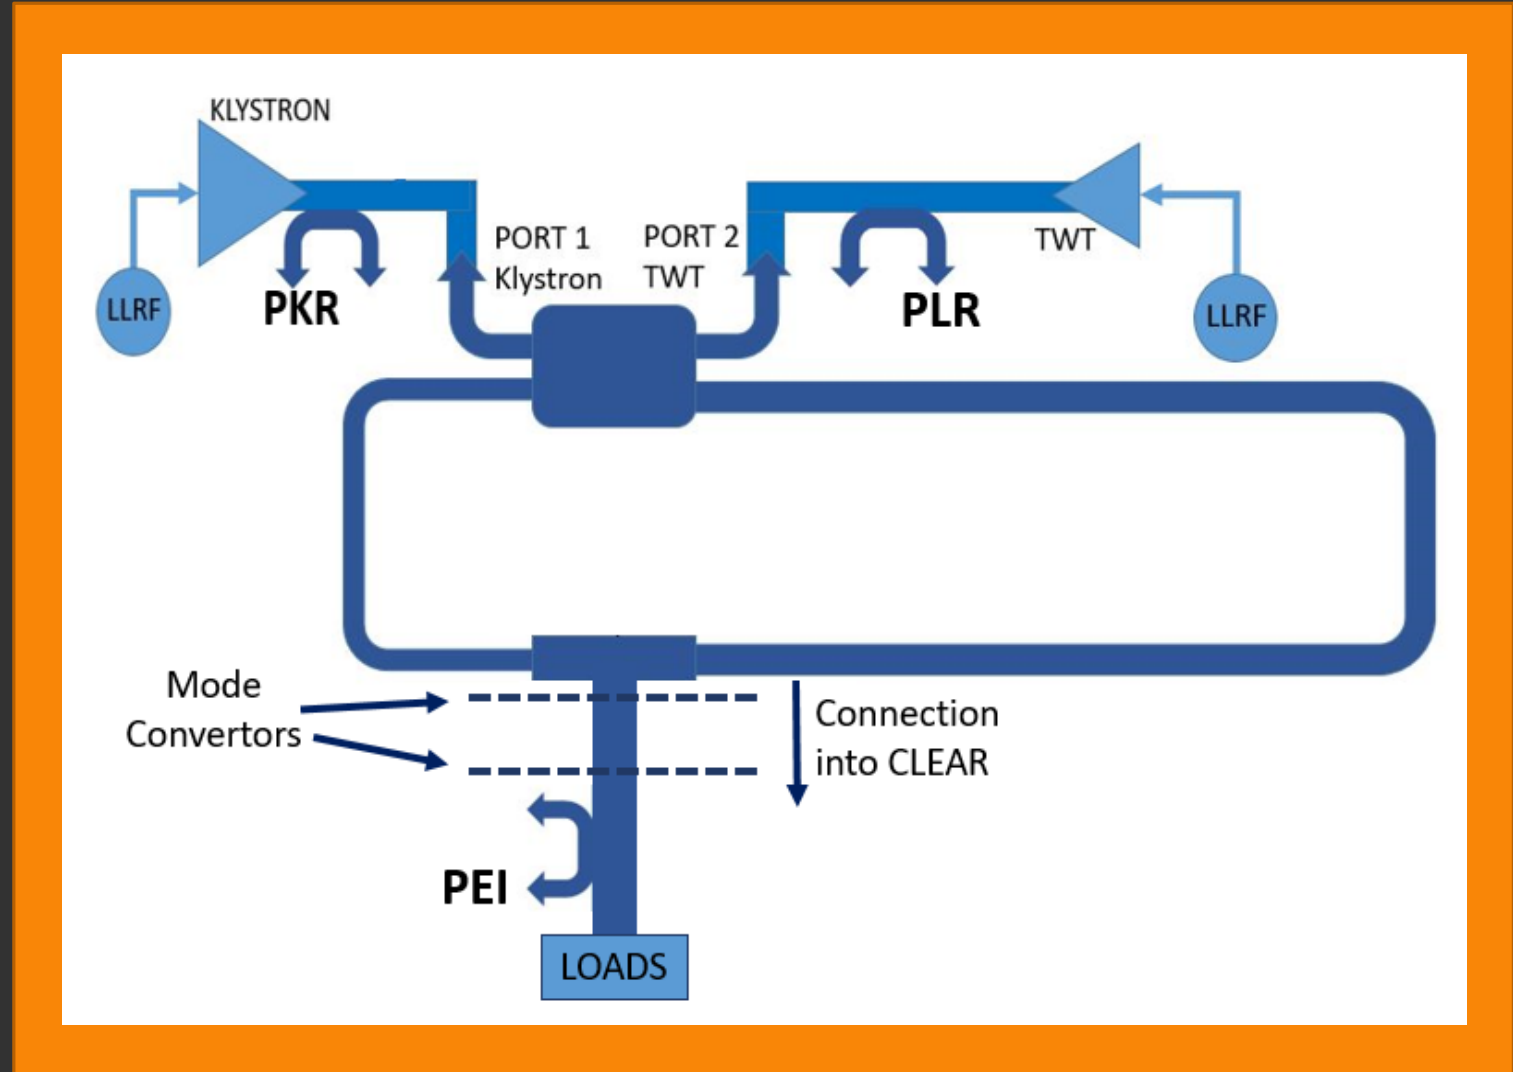 KLYSTRON
PORT 1
Klystron
PORT 2
TWT
TWT
LLRF
PKR
PLR
LLRF
Mode
Convertors
Connection
into CLEAR
PEI
LOADS